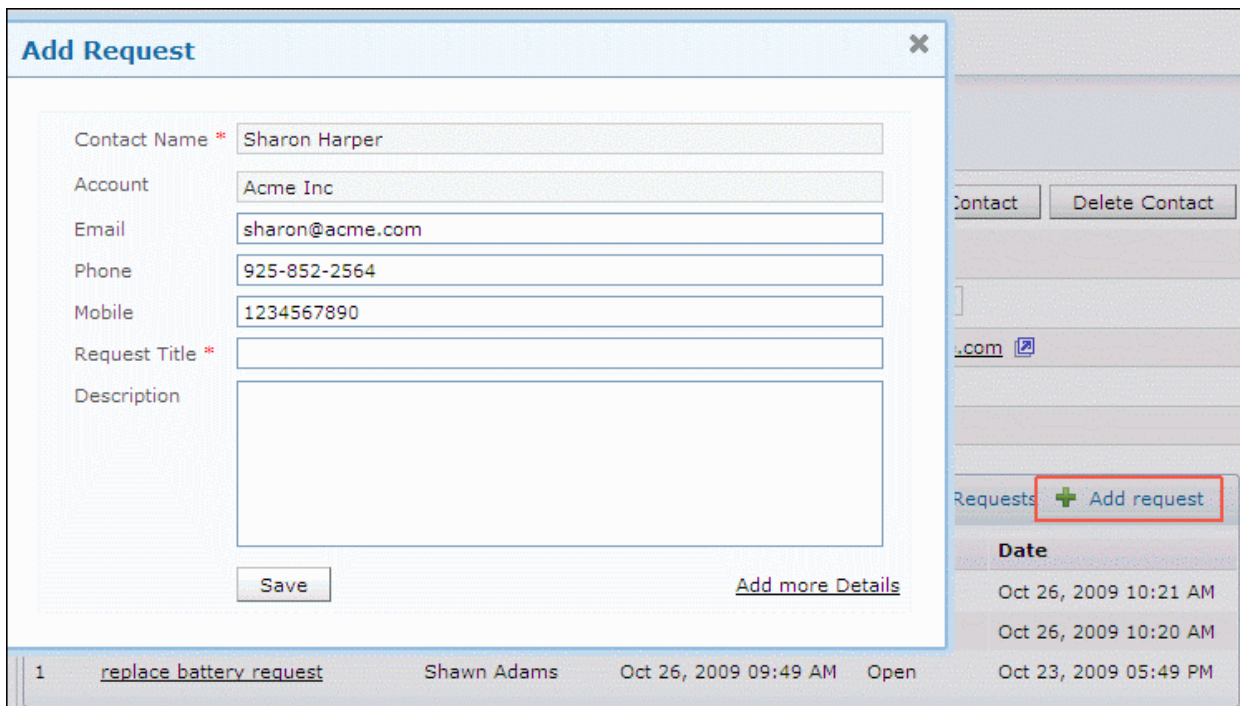 Add Request
Contact Name * Sharon Harper
Account Acme Inc
Contact Delete Contact
Email sharon@acme.com
Phone 925-852-2564
Mobile 1234567890
Request Title *
.com
Description
Requests Add request
Date
Save Add more Details
Oct 26, 2009 10:21 AM
Oct 26, 2009 10:20 AM
1 replace battery request Shawn Adams Oct 26, 2009 09:49 AM Open Oct 23, 2009 05:49 PM